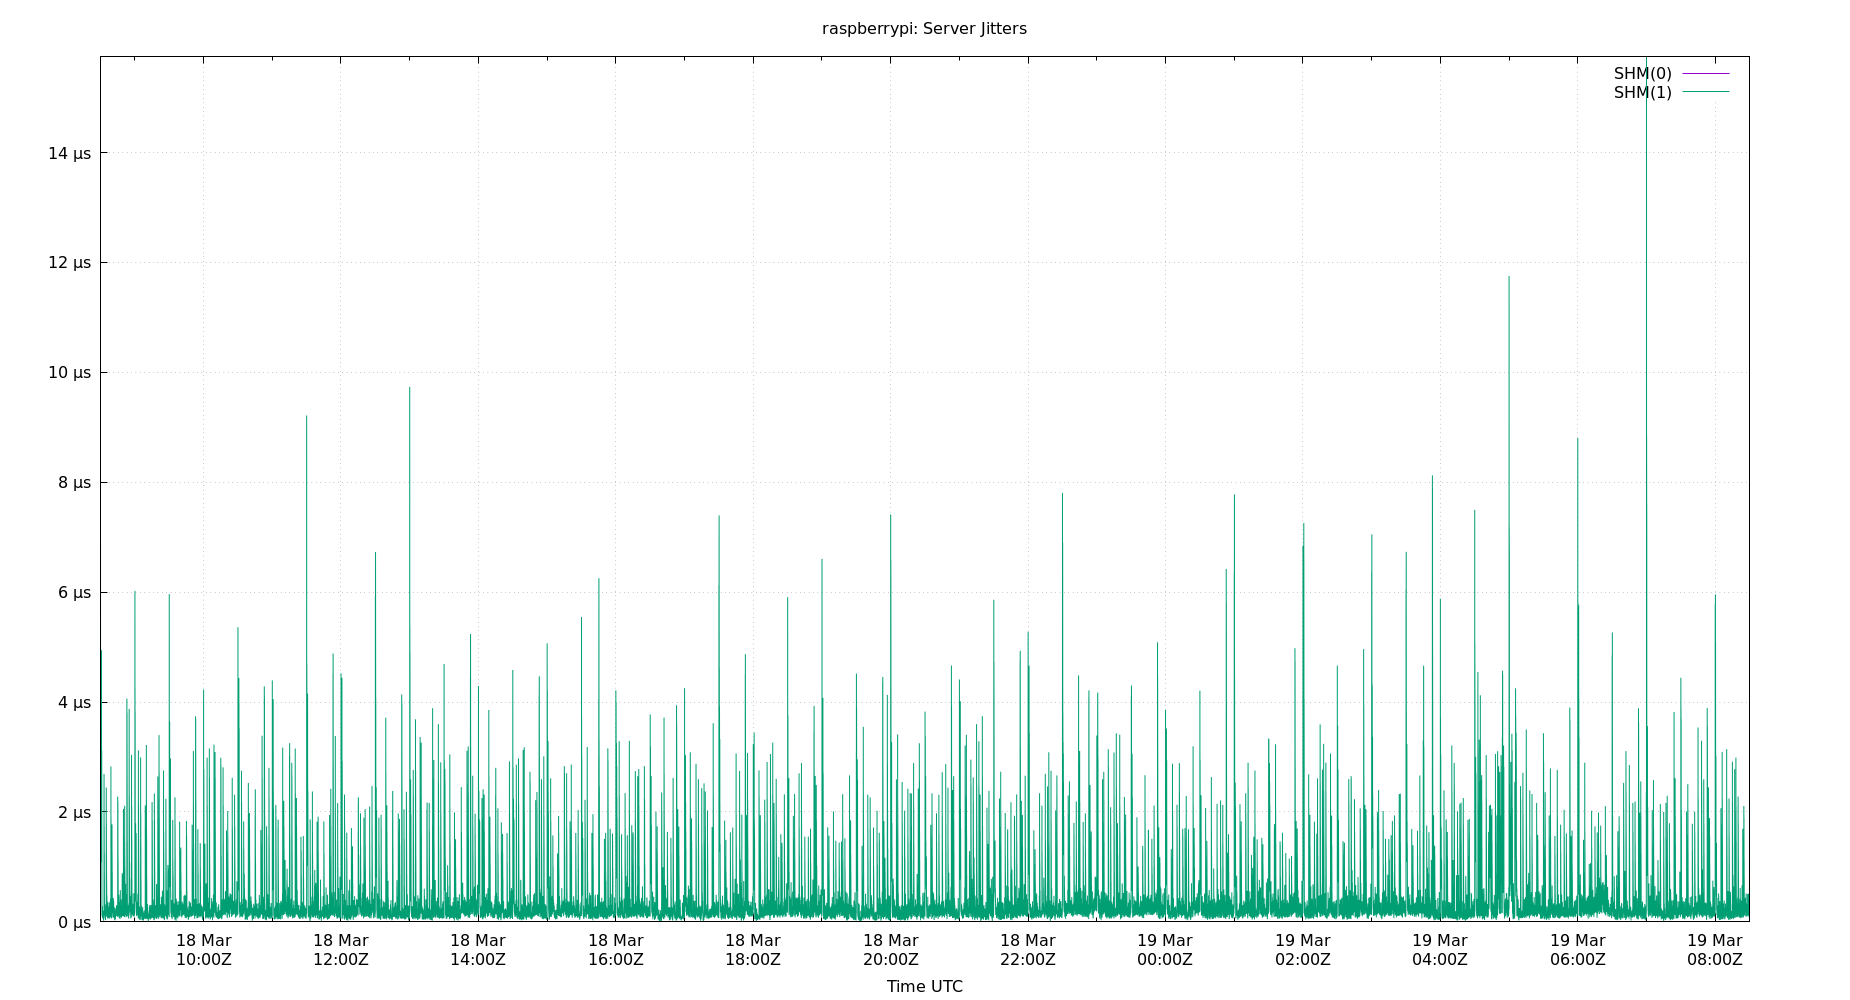 raspberrypi: Server Jitters
SHM(0)
SHM(1)
14 µs
12 µs
10 µs
8 µs
6 µs
4 µs
2 µs
0 µs
18 Mar 18 Mar 18 Mar 18 Mar 18 Mar 18 Mar 18 Mar 19 Mar 19 Mar 19 Mar 19 Mar 19 Mar
10:00Z 12:00Z 14:00Z 16:00Z 18:00Z 20:00Z 22:00Z 00:00Z 02:00Z 04:00Z 06:00Z 08:00Z
Time UTC